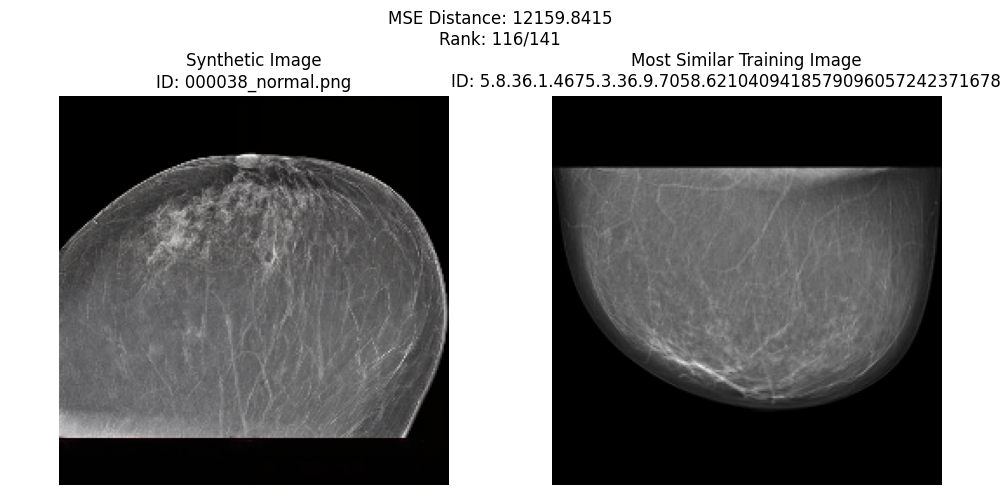 MSE Distance: 12159.8415
Rank: 116/141
Synthetic Image
ID: 000038_normal.png
Most Similar Training Image
ID: 5.8.36.1.4675.3.36.9.7058.6210409418579096057242371678